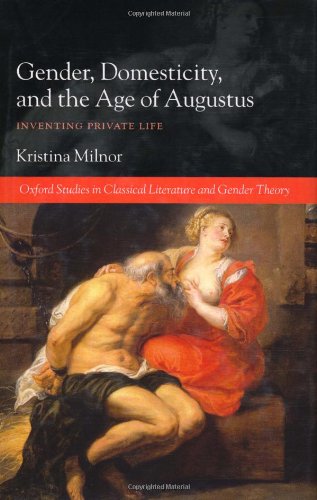 Gender, Domesticity,
and the Age of Augustus
INVENTING PRIVATE LIFE
Kristina Milnor
Oxford Studies in Classical Literature and Gender Theory